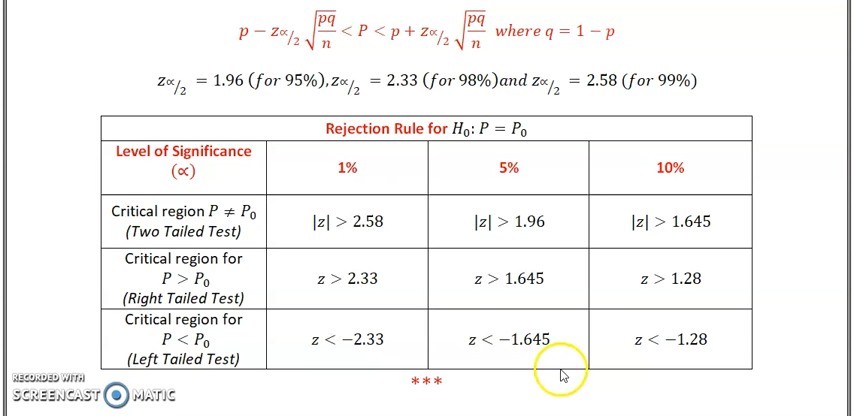 p − z∝/2 √(pq/n) < P < p + z∝/2 √(pq/n) where q = 1 − p
z∝/2 = 1.96 (for 95%), z∝/2 = 2.33 (for 98%)and z∝/2 = 2.58 (for 99%)
Rejection Rule for H₀: P = P₀
Level of Significance
(∝)
1%
5%
10%
Critical region P ≠ P₀
(Two Tailed Test)
|z| > 2.58
|z| > 1.96
|z| > 1.645
Critical region for
P > P₀
(Right Tailed Test)
z > 2.33
z > 1.645
z > 1.28
Critical region for
P < P₀
(Left Tailed Test)
z < −2.33
z < −1.645
z < −1.28
***
RECORDED WITH
SCREENCAST MATIC